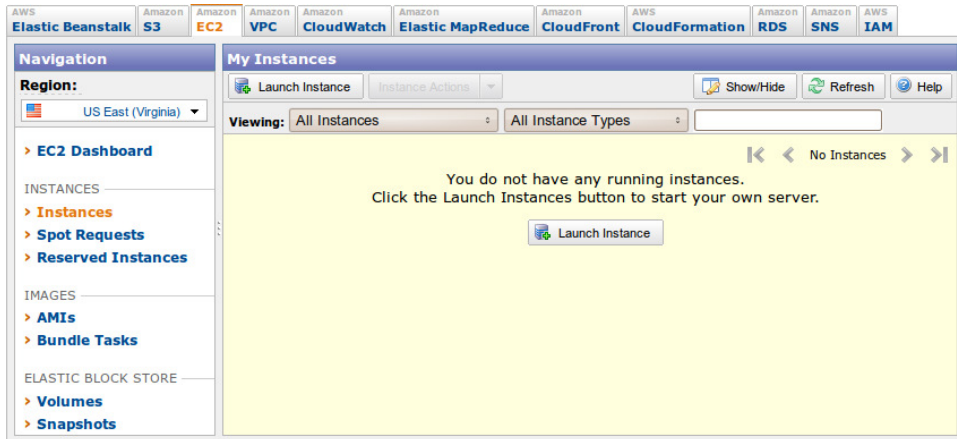 AWS Amazon Amazon Amazon Amazon Amazon Amazon AWS Amazon Amazon AWS
Elastic Beanstalk S3 EC2 VPC CloudWatch Elastic MapReduce CloudFront CloudFormation RDS SNS IAM
Navigation
Region:
US East (Virginia)
EC2 Dashboard
INSTANCES
Instances
Spot Requests
Reserved Instances
IMAGES
AMIs
Bundle Tasks
ELASTIC BLOCK STORE
Volumes
Snapshots
My Instances
Launch Instance Instance Actions Show/Hide Refresh Help
Viewing: All Instances All Instance Types
No Instances
You do not have any running instances.
Click the Launch Instances button to start your own server.
Launch Instance